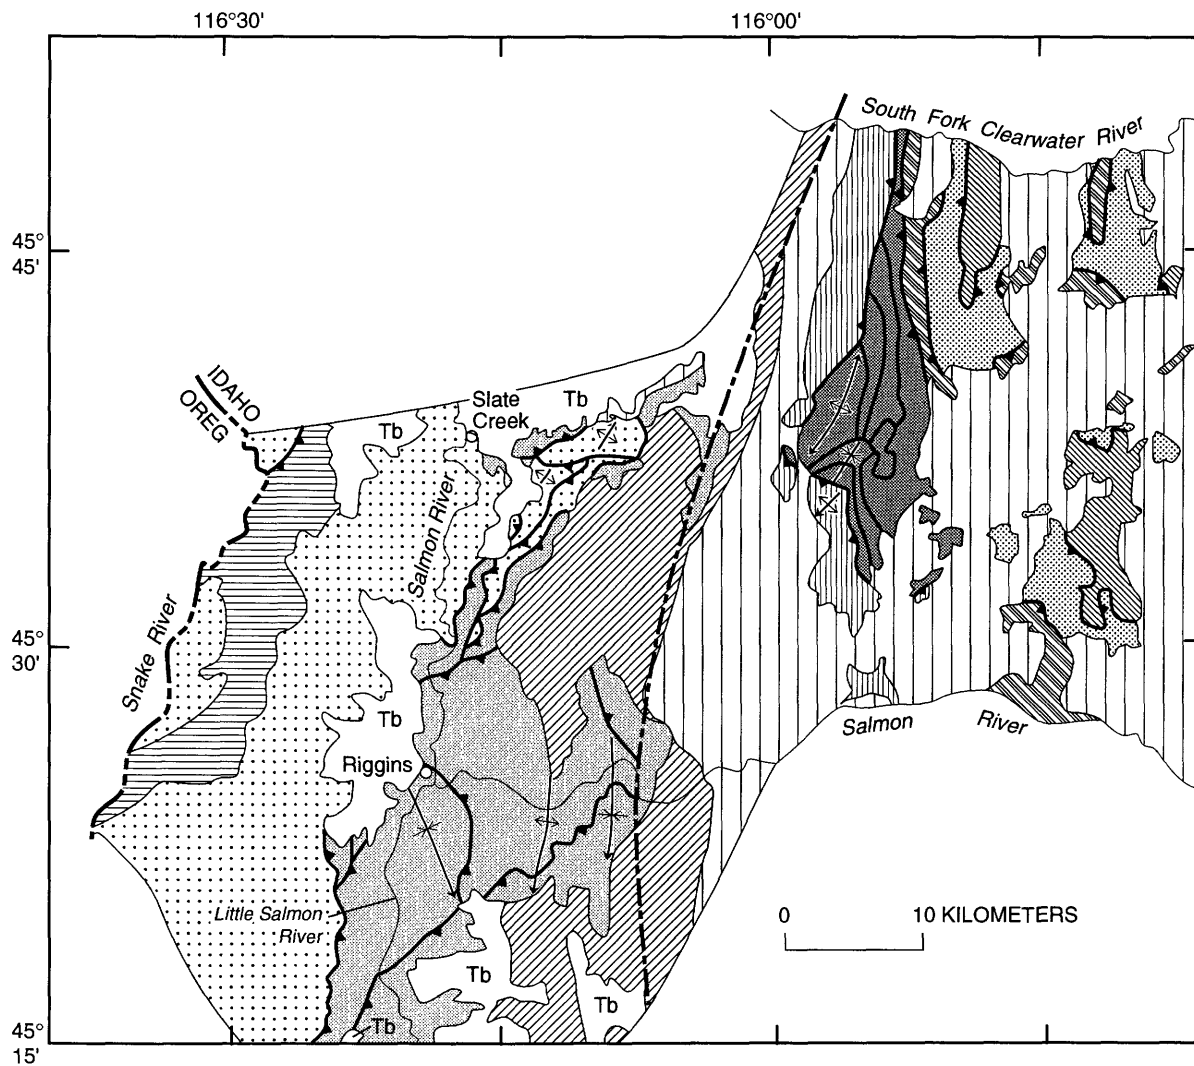 116°30'
116°00'
South Fork Clearwater River
45°
45'
IDAHO
OREG
Slate
Creek
Tb
Tb
Salmon River
Snake River
45°
30'
Tb
Riggins
Salmon River
Little Salmon
River
0 10 KILOMETERS
Tb
Tb
Tb
45°
15'